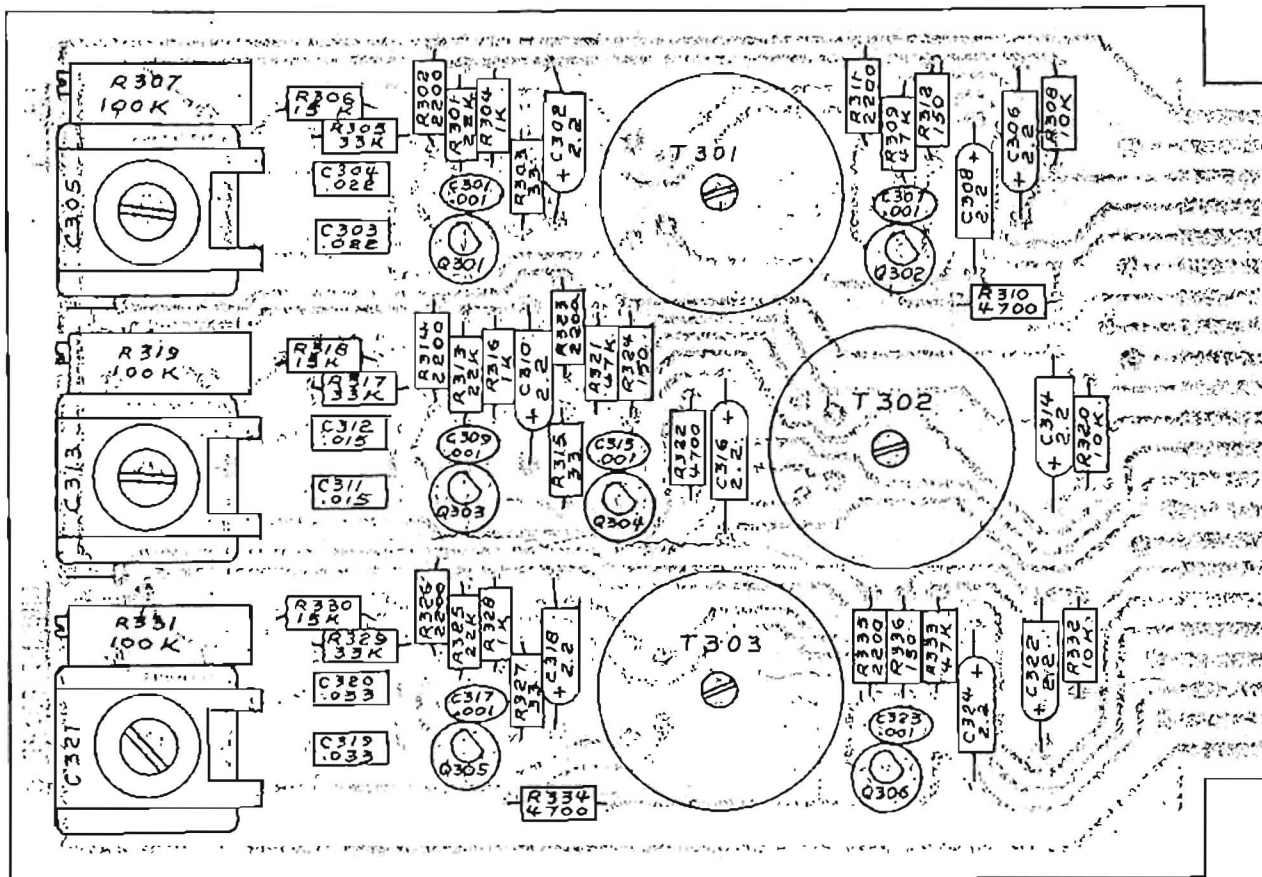 R307
100K
C305
R306
15K
R305
33K
C304
.022
C303
.022
R302
2200
R301
22K
R304
1K
R303
33
C302
2.2
+
C301
.001
Q301
T301
R311
2200
R309
47K
R312
150
C307
.001
Q302
C308
2.2
+
C306
2.2
+
R308
10K
R310
4700
R319
100K
C313
R318
15K
R317
33K
C312
.015
C311
.015
R314
2200
R313
22K
R316
1K
C310
2.2
+
R323
2200
R321
47K
R324
150
R315
33
C309
.001
Q303
C315
.001
Q304
R322
4700
C316
2.2
+
T302
C314
2.2
+
R320
10K
R331
100K
C321
R330
15K
R329
33K
C320
.033
C319
.033
R326
2200
R325
22K
R328
1K
R327
33
C318
2.2
+
C317
.001
Q305
R334
4700
T303
R335
2200
R336
150
R333
47K
C323
.001
Q306
C324
2.2
+
C322
2.2
+
R332
10K